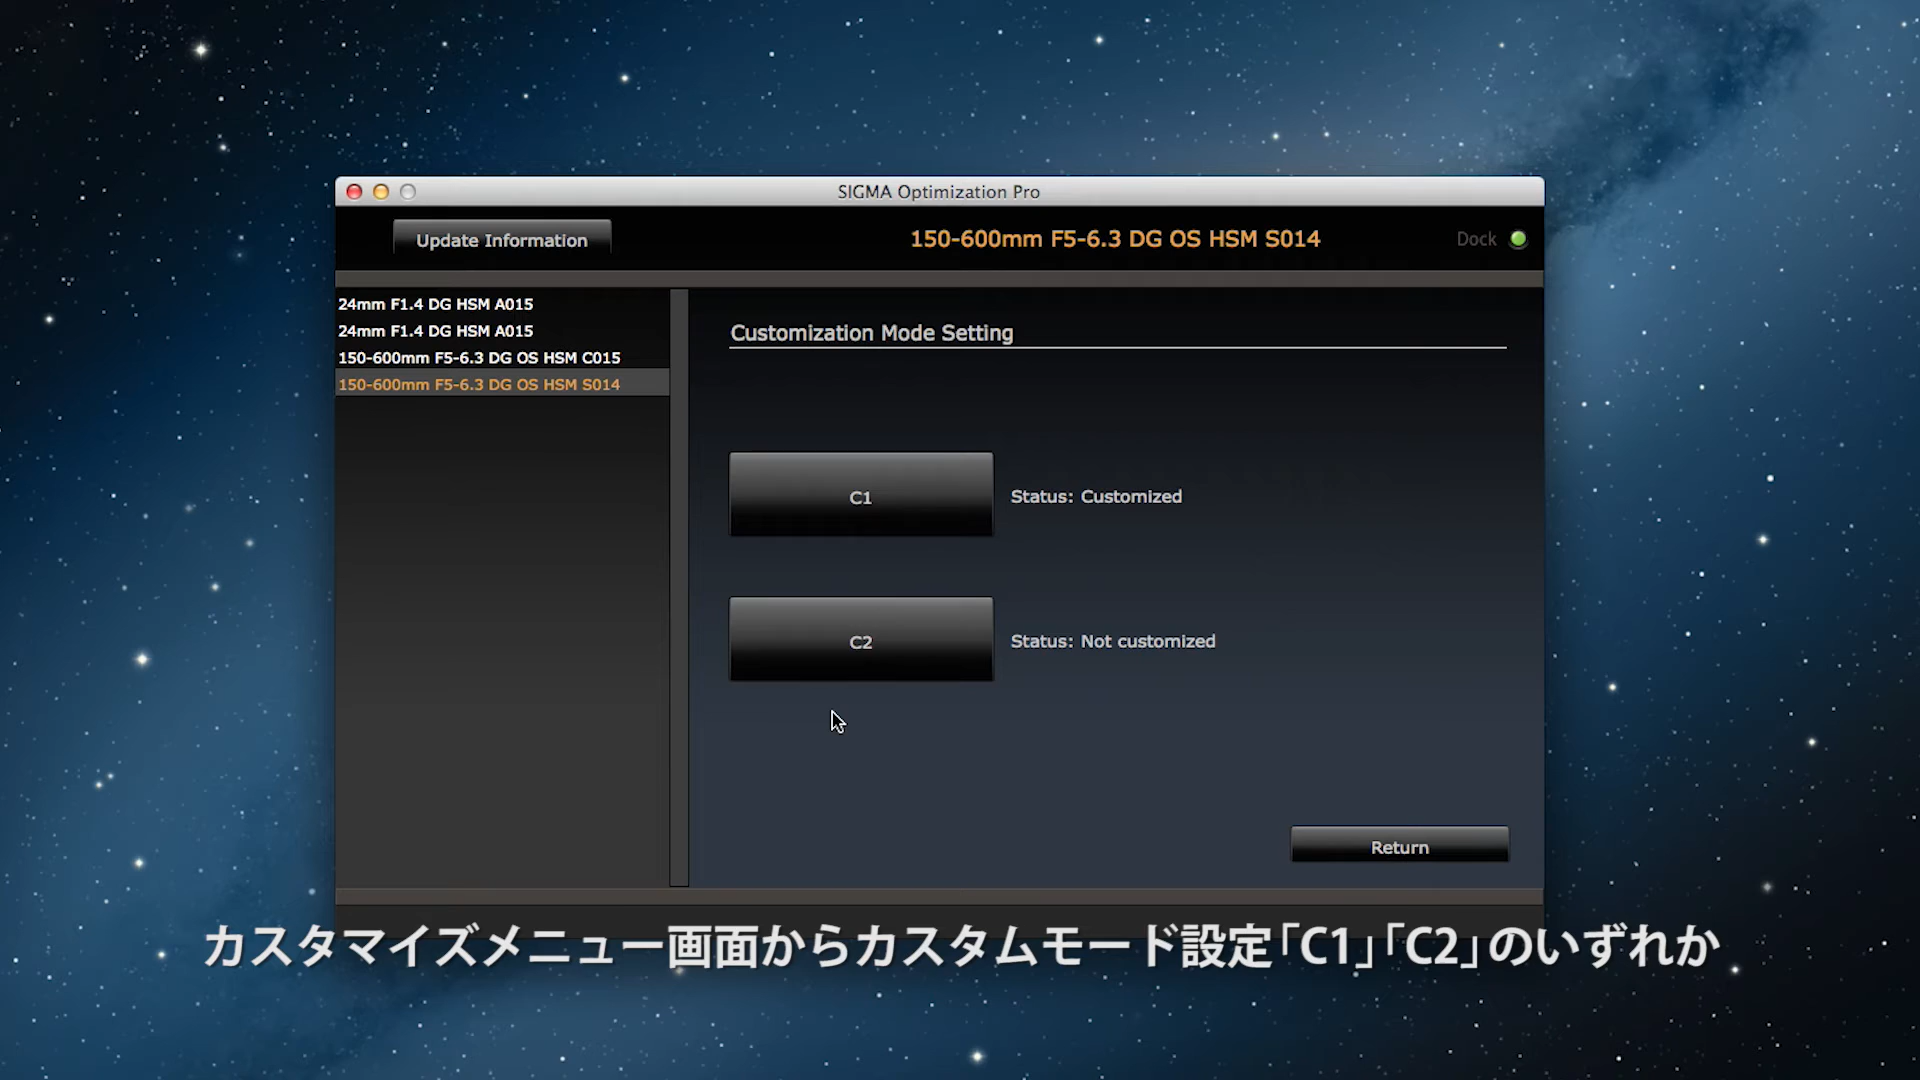 SIGMA Optimization Pro
Update Information
150-600mm F5-6.3 DG OS HSM S014
Dock
24mm F1.4 DG HSM A015
24mm F1.4 DG HSM A015
150-600mm F5-6.3 DG OS HSM C015
150-600mm F5-6.3 DG OS HSM S014
Customization Mode Setting
C1
Status: Customized
C2
Status: Not customized
Return
カスタマイズメニュー画面からカスタムモード設定「C1」「C2」のいずれか